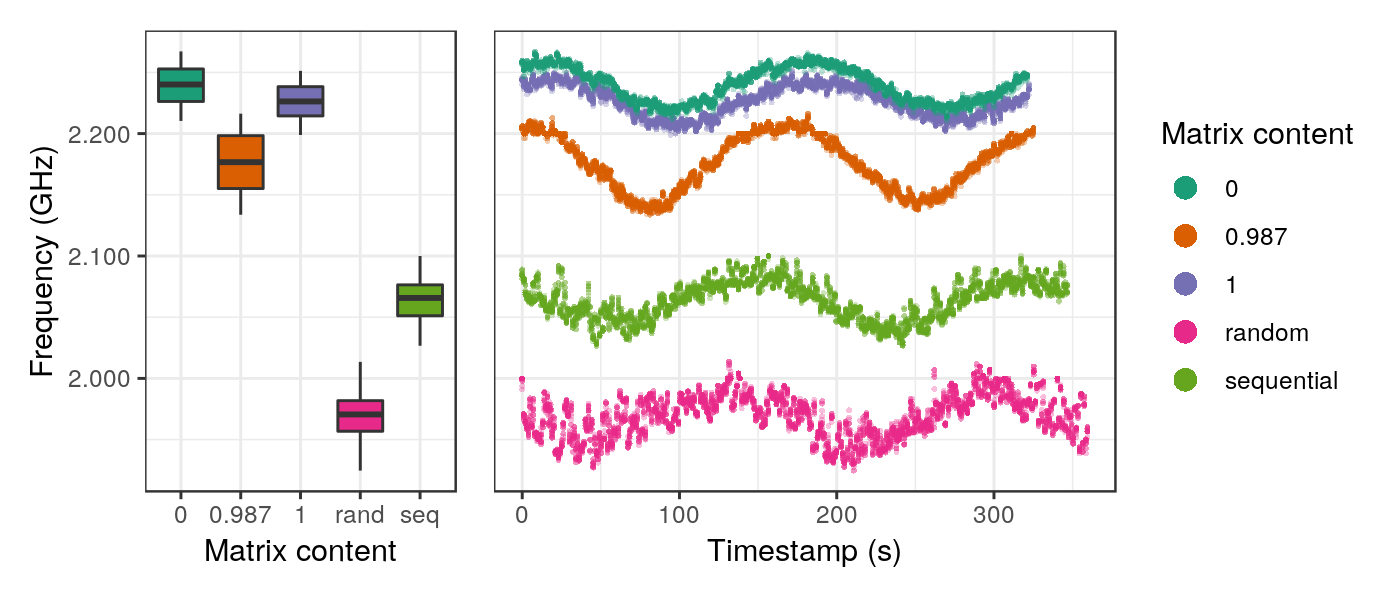 Frequency (GHz)
2.200
2.100
2.000
0 0.987 1 rand seq
Matrix content
0 100 200 300
Timestamp (s)
Matrix content
0
0.987
1
random
sequential